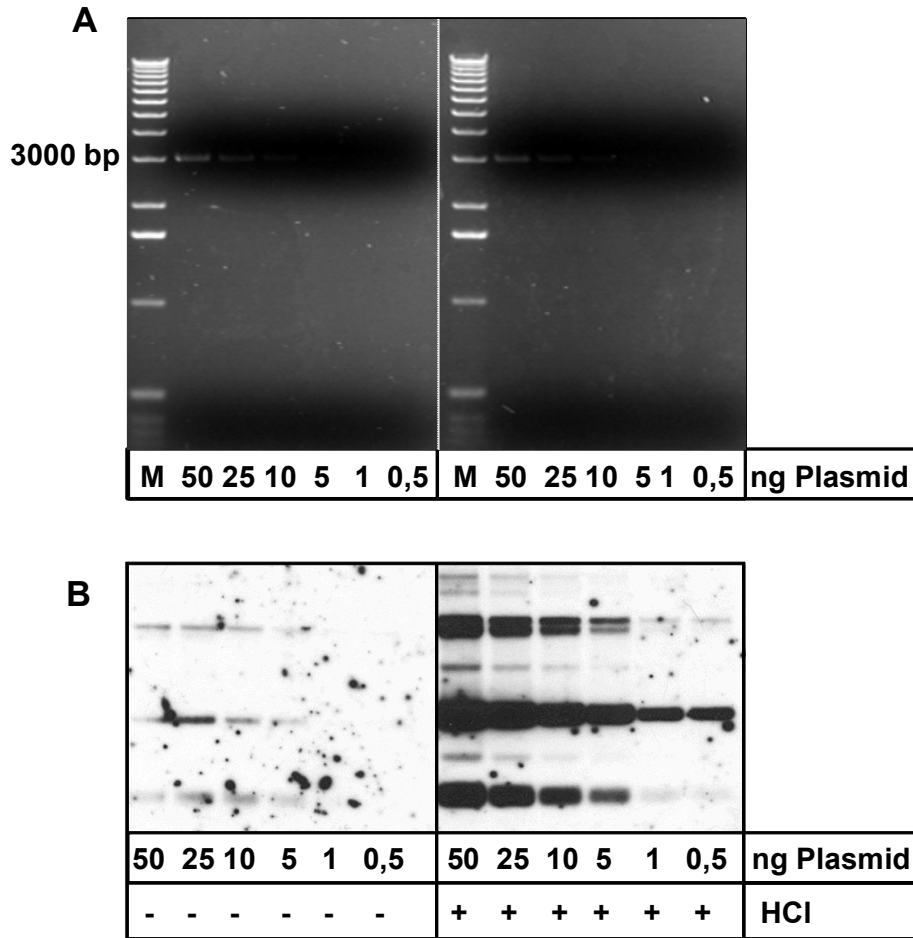 A
3000 bp
M 50 25 10 5 1 0,5 M 50 25 10 5 1 0,5 ng Plasmid
B
50 25 10 5 1 0,5 50 25 10 5 1 0,5 ng Plasmid
- - - - - - + + + + + + HCl